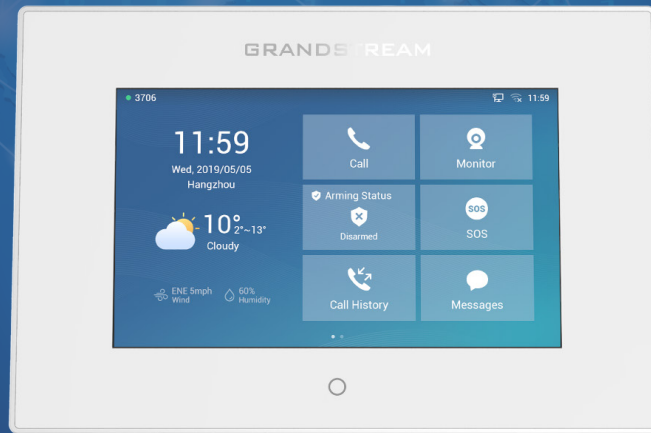 GRANDSTREAM
3706
11:59
11:59
Wed, 2019/05/05
Hangzhou
10°
2°~13°
Cloudy
ENE 5mph
Wind
60%
Humidity
Call
Monitor
Arming Status
Disarmed
SOS
SOS
Call History
Messages